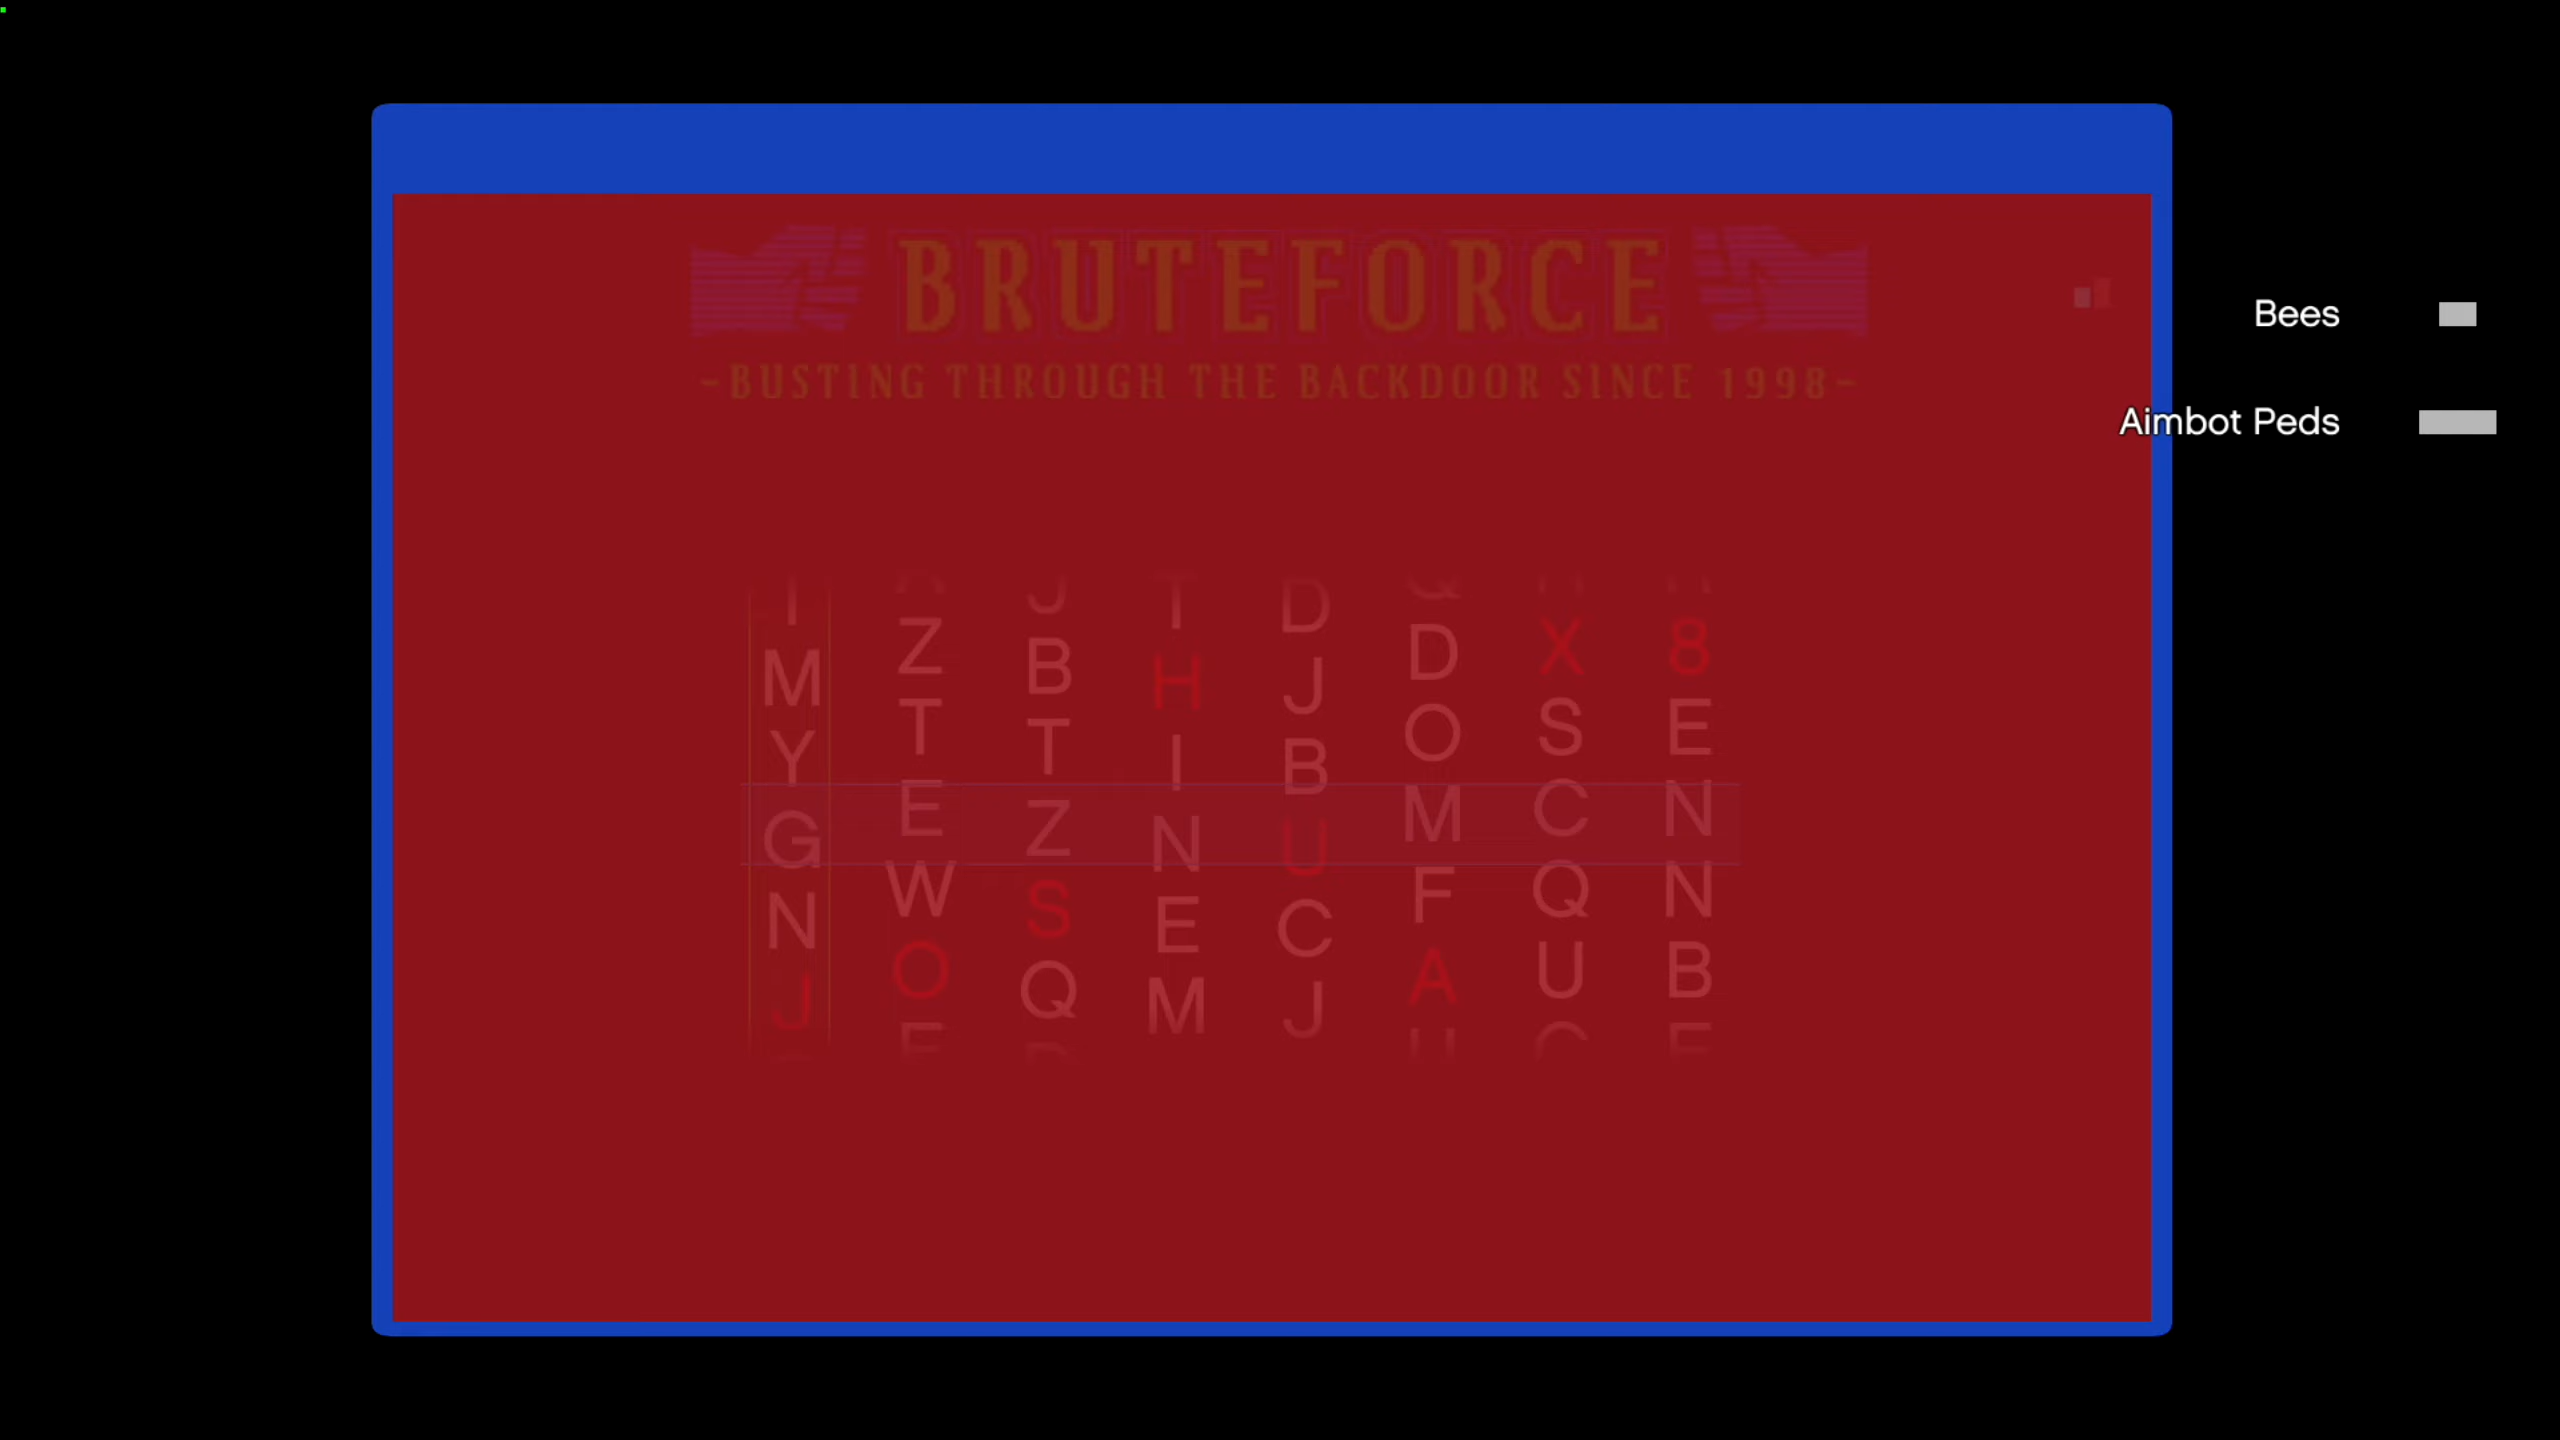 BRUTEFORCE
-BUSTING THROUGH THE BACKDOOR SINCE 1998-
Bees
Aimbot Peds
J T D
M Z B H J D X 8
Y T T I B O S E
G E Z N U M C N
N W S E C F Q N
J O Q M J A U B